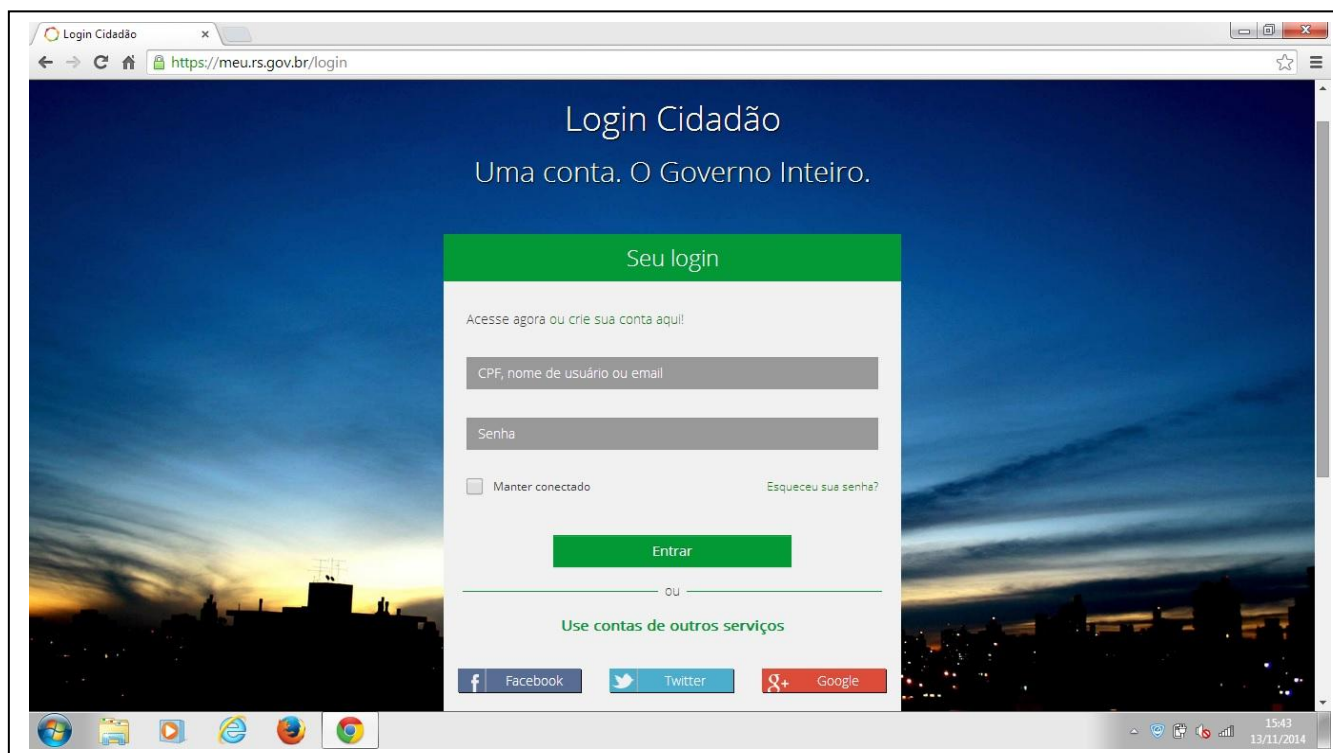 Login Cidadão
https://meu.rs.gov.br/login
Login Cidadão
Uma conta. O Governo Inteiro.
Seu login
Acesse agora ou crie sua conta aqui!
CPF, nome de usuário ou email
Senha
Manter conectado
Esqueceu sua senha?
Entrar
ou
Use contas de outros serviços
f Facebook
Twitter
g+ Google
15:43
13/11/2014